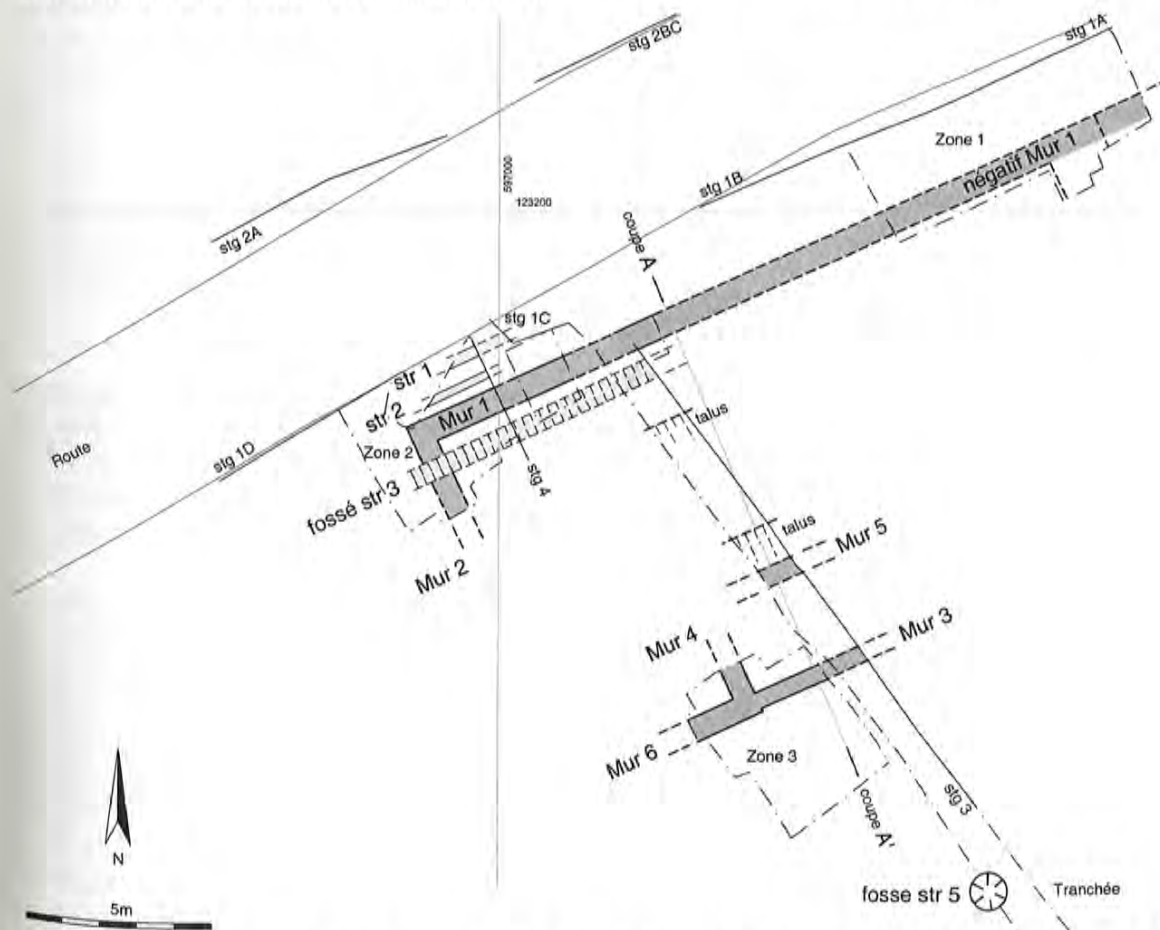 stg 2BC
stg 1A
Zone 1
négatif Mur 1
597000
123200
stg 1B
stg 2A
coupe A
stg 1C
str 1
str 2
Mur 1
Route
stg 1D
Zone 2
talus
fossé str 3
stg 4
talus
Mur 5
Mur 2
Mur 4
Mur 3
Mur 6
Zone 3
stg 3
coupe A'
N
fosse str 5
Tranchée
5m